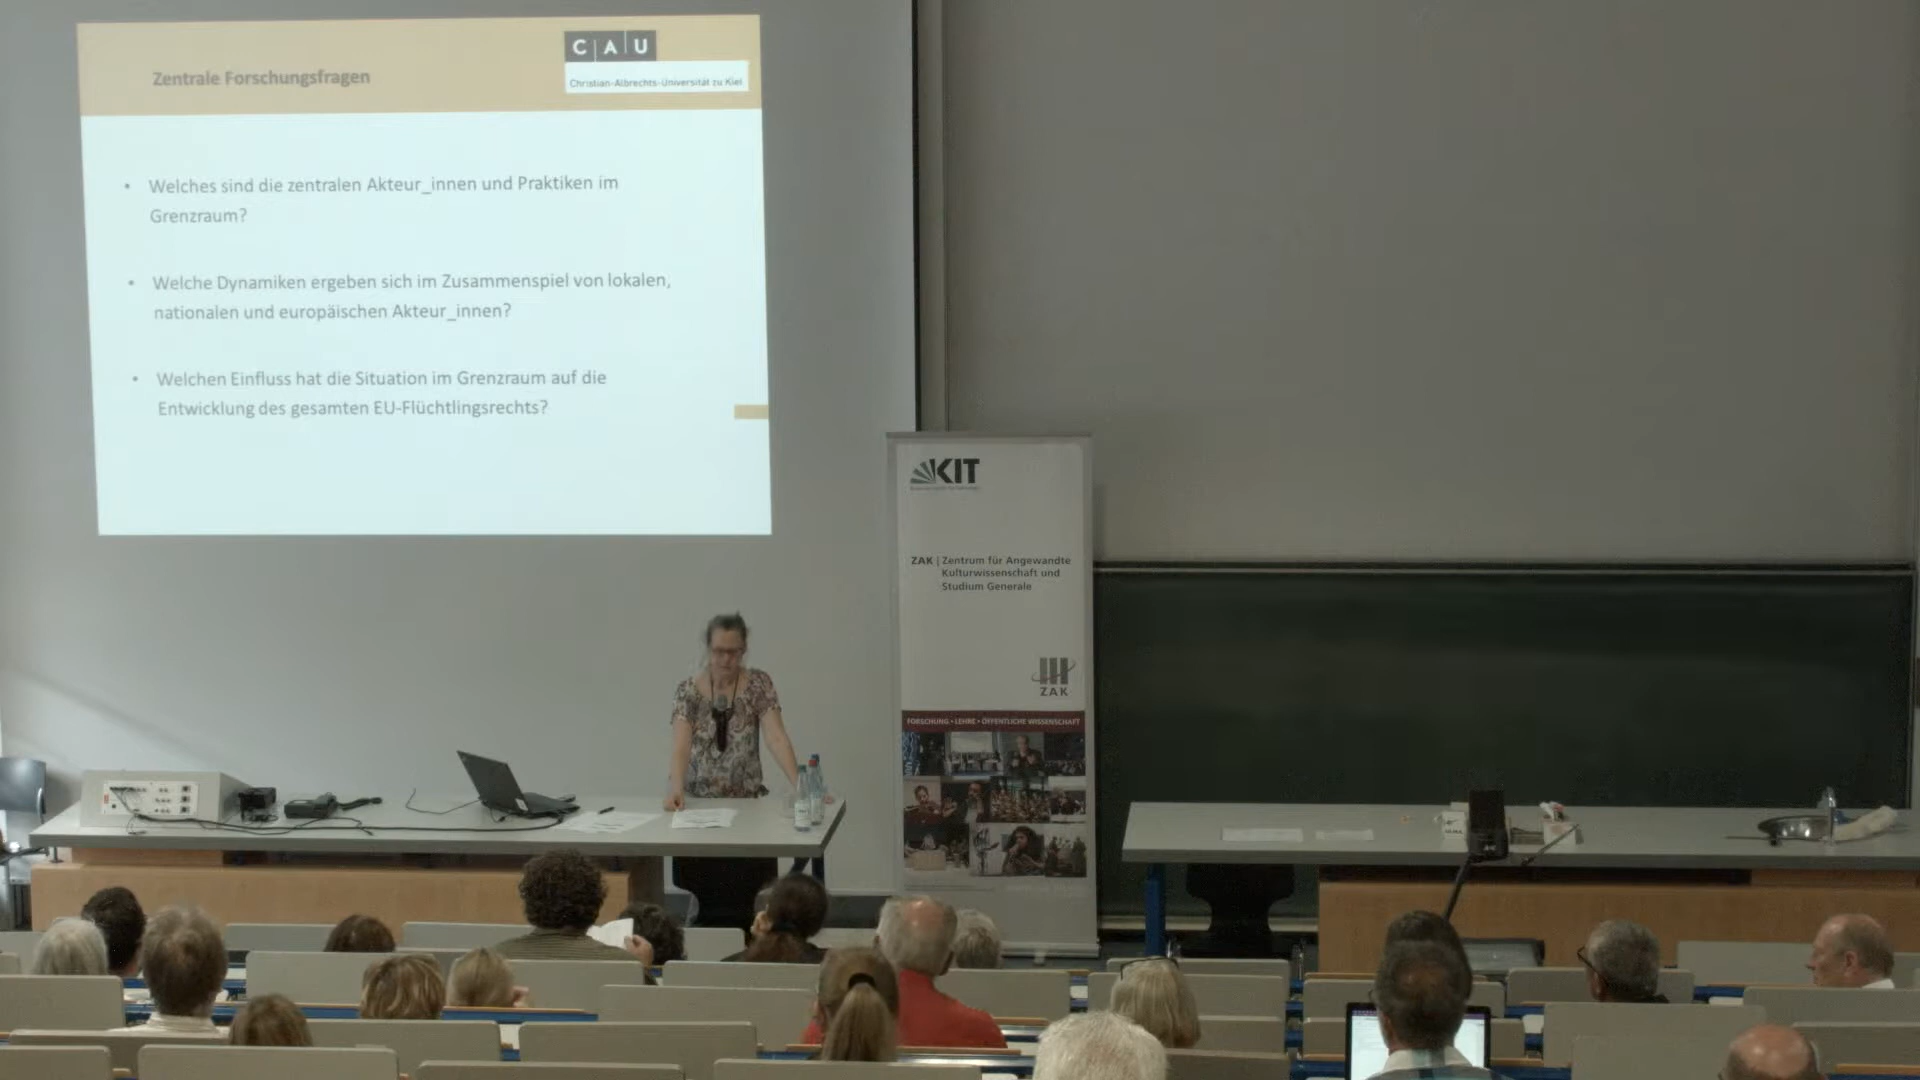 Zentrale Forschungsfragen
C A U
Christian-Albrechts-Universität zu Kiel
• Welches sind die zentralen Akteur_innen und Praktiken im
Grenzraum?
• Welche Dynamiken ergeben sich im Zusammenspiel von lokalen,
nationalen und europäischen Akteur_innen?
• Welchen Einfluss hat die Situation im Grenzraum auf die
Entwicklung des gesamten EU-Flüchtlingsrechts?
KIT
ZAK | Zentrum für Angewandte
Kulturwissenschaft und
Studium Generale
ZAK
FORSCHUNG • LEHRE • ÖFFENTLICHE WISSENSCHAFT